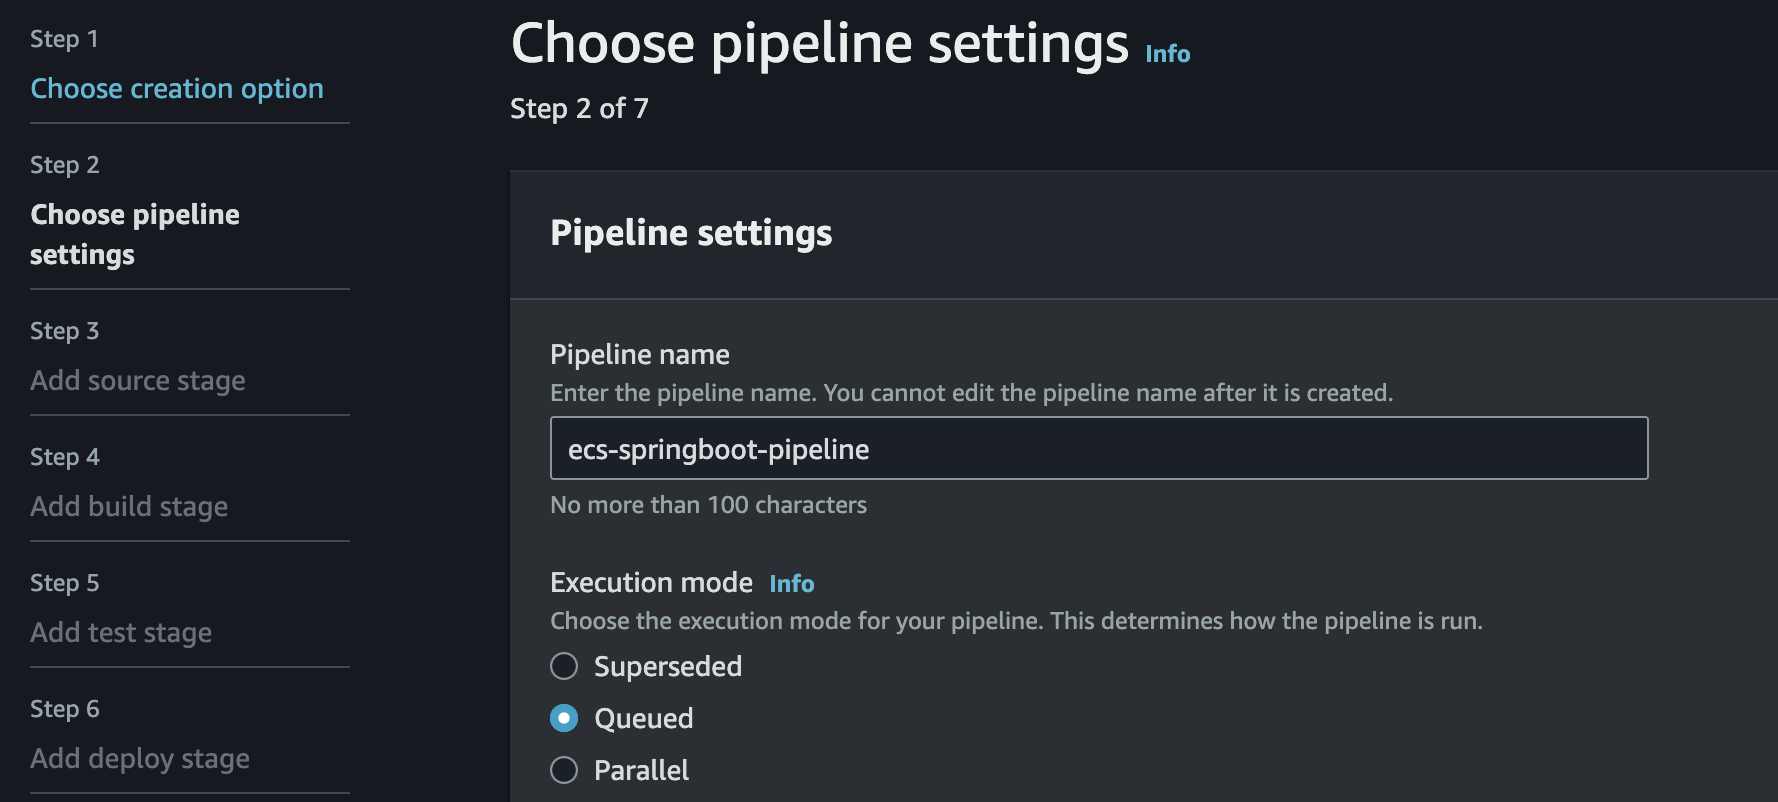 Step 1
Choose creation option
Step 2
Choose pipeline
settings
Step 3
Add source stage
Step 4
Add build stage
Step 5
Add test stage
Step 6
Add deploy stage
Choose pipeline settings Info
Step 2 of 7
Pipeline settings
Pipeline name
Enter the pipeline name. You cannot edit the pipeline name after it is created.
ecs-springboot-pipeline
No more than 100 characters
Execution mode Info
Choose the execution mode for your pipeline. This determines how the pipeline is run.
Superseded
Queued
Parallel